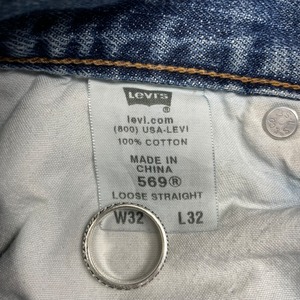 LEVI'S
®
levi.com
(800) USA-LEVI
100% COTTON
MADE IN
CHINA
569®
LOOSE STRAIGHT
W32 L32